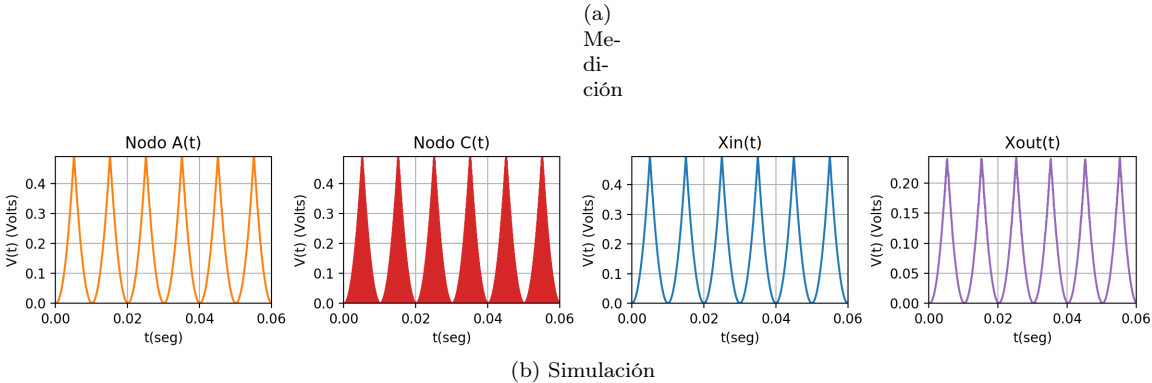 (a)
Me-
di-
ción
Nodo A(t)
V(t) (Volts)
0.4
0.3
0.2
0.1
0.0
0.00 0.02 0.04 0.06
t(seg)
Nodo C(t)
V(t) (Volts)
0.4
0.3
0.2
0.1
0.0
0.00 0.02 0.04 0.06
t(seg)
Xin(t)
V(t) (Volts)
0.4
0.3
0.2
0.1
0.0
0.00 0.02 0.04 0.06
t(seg)
Xout(t)
V(t) (Volts)
0.20
0.15
0.10
0.05
0.00
0.00 0.02 0.04 0.06
t(seg)
(b) Simulación